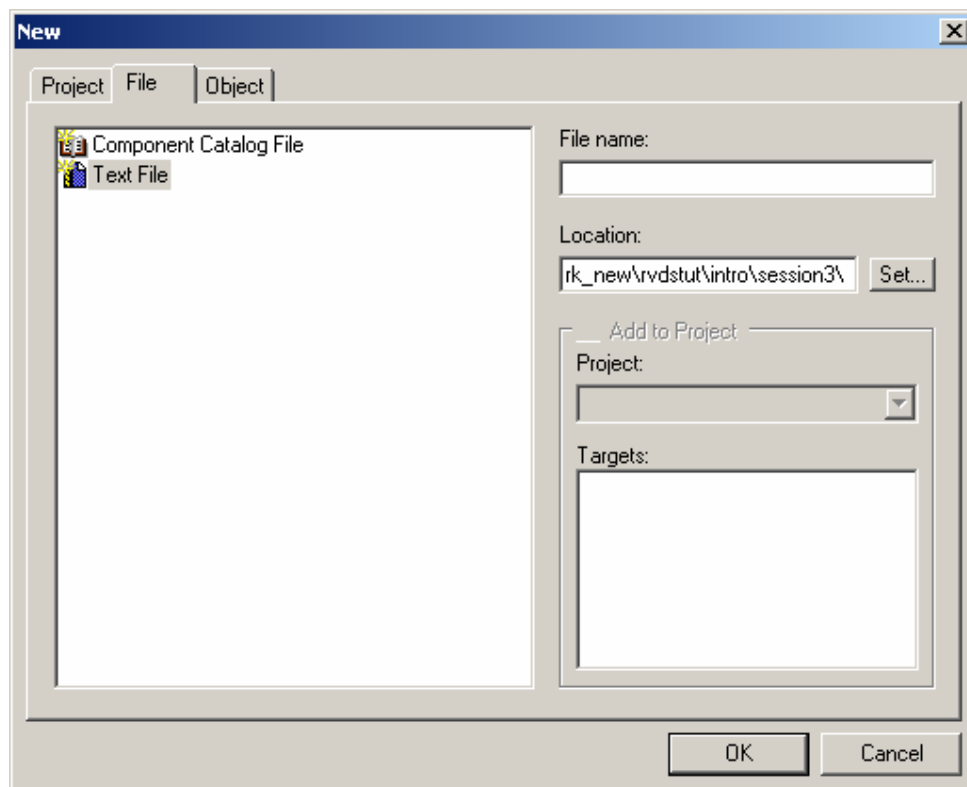 New
Project File Object
Component Catalog File
Text File
File name:
Location:
rk_new\rvdstut\intro\session3\ Set...
Add to Project
Project:
Targets:
OK Cancel